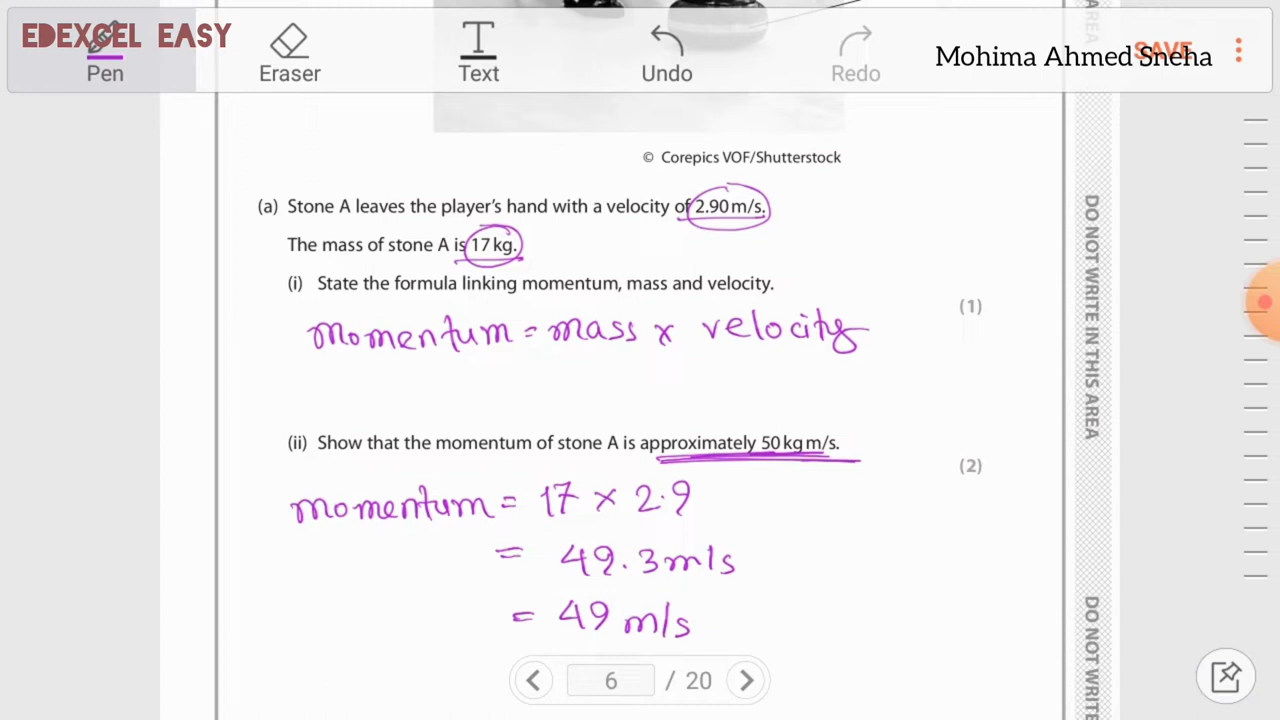 EDEXCEL EASY
Pen
Eraser
Text
Undo
Redo
SAVE
Mohima Ahmed Sneha
© Corepics VOF/Shutterstock
(a) Stone A leaves the player's hand with a velocity of 2.90 m/s.
The mass of stone A is 17 kg.
(i) State the formula linking momentum, mass and velocity.
(1)
momentum = mass x velocity
(ii) Show that the momentum of stone A is approximately 50 kg m/s.
(2)
momentum = 17 × 2.9
= 49.3 m/s
= 49 m/s
6 / 20
AREA
DO NOT WRITE IN THIS AREA
DO NOT WRITE